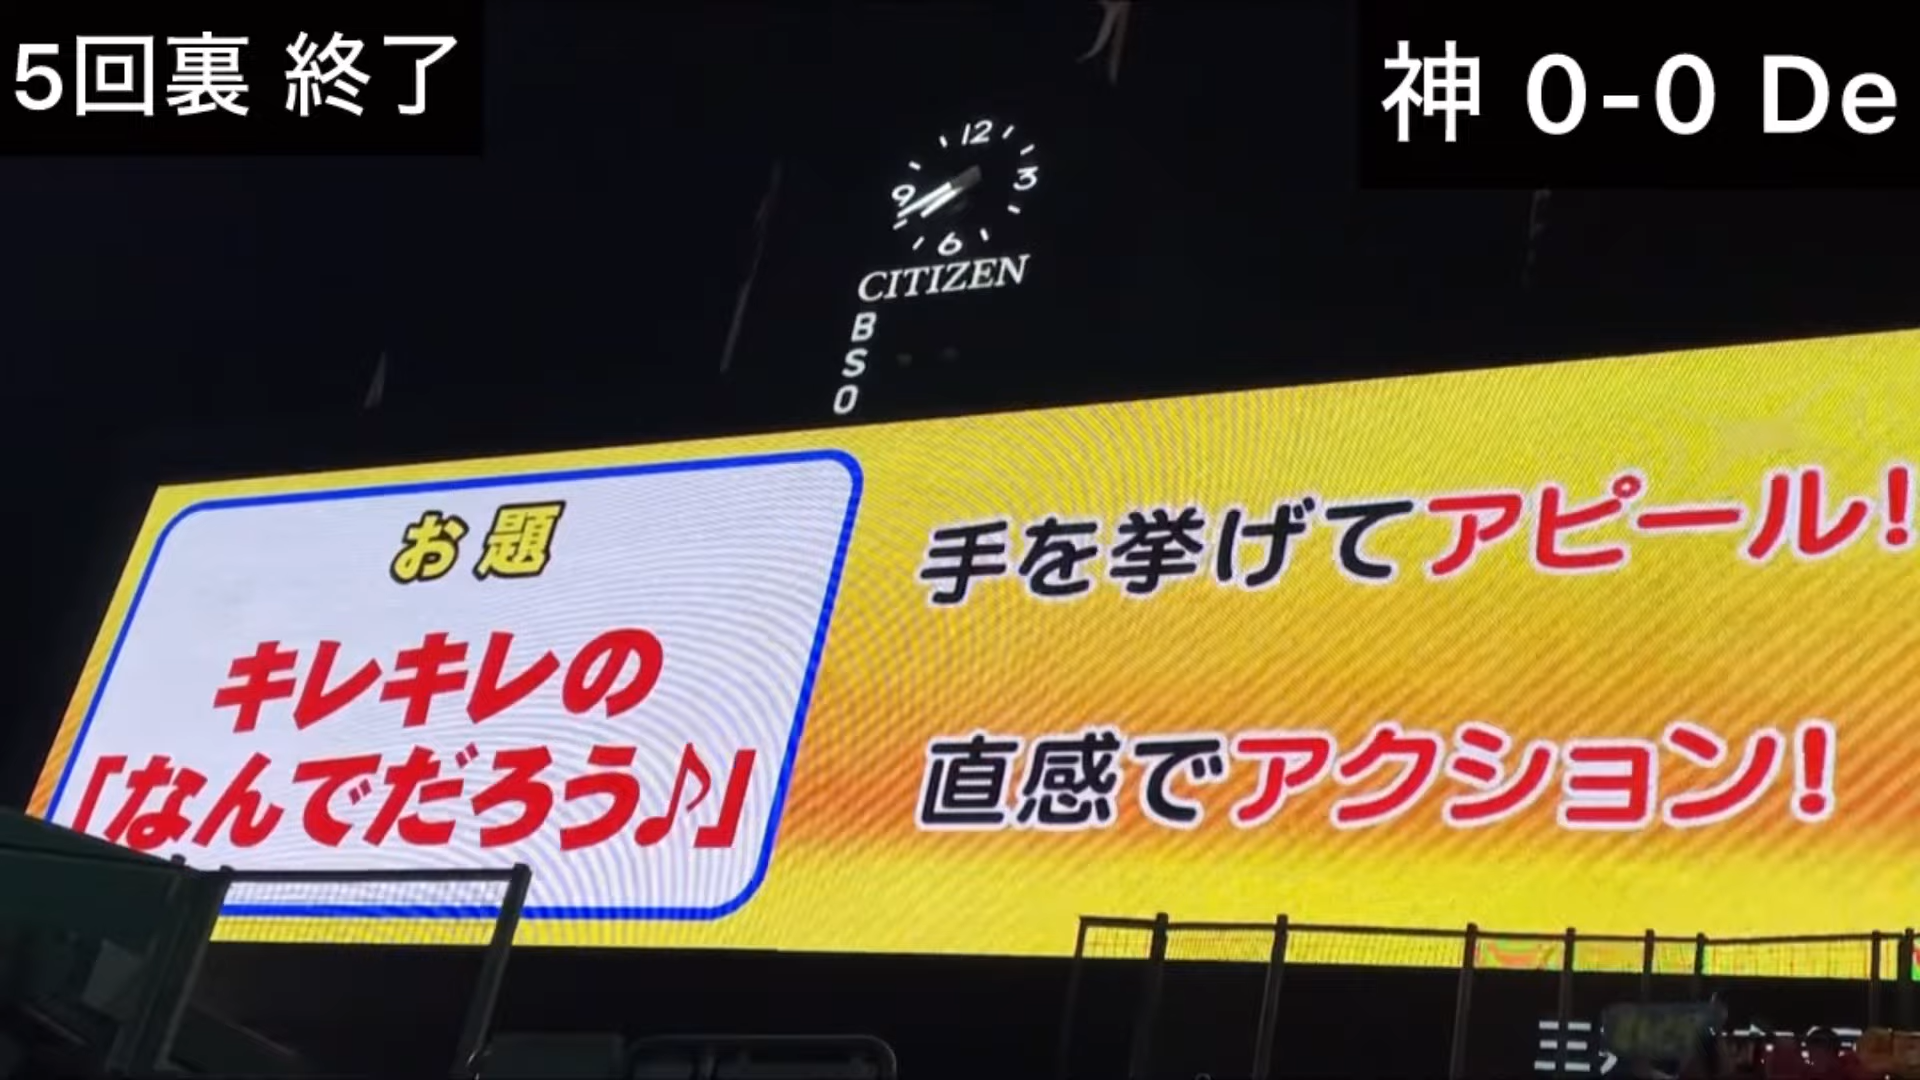 5回裏 終了
神 0-0 De
12
3
9
6
CITIZEN
B
S
O
お題
キレキレの
「なんでだろう♪」
手を挙げてアピール!
直感でアクション!